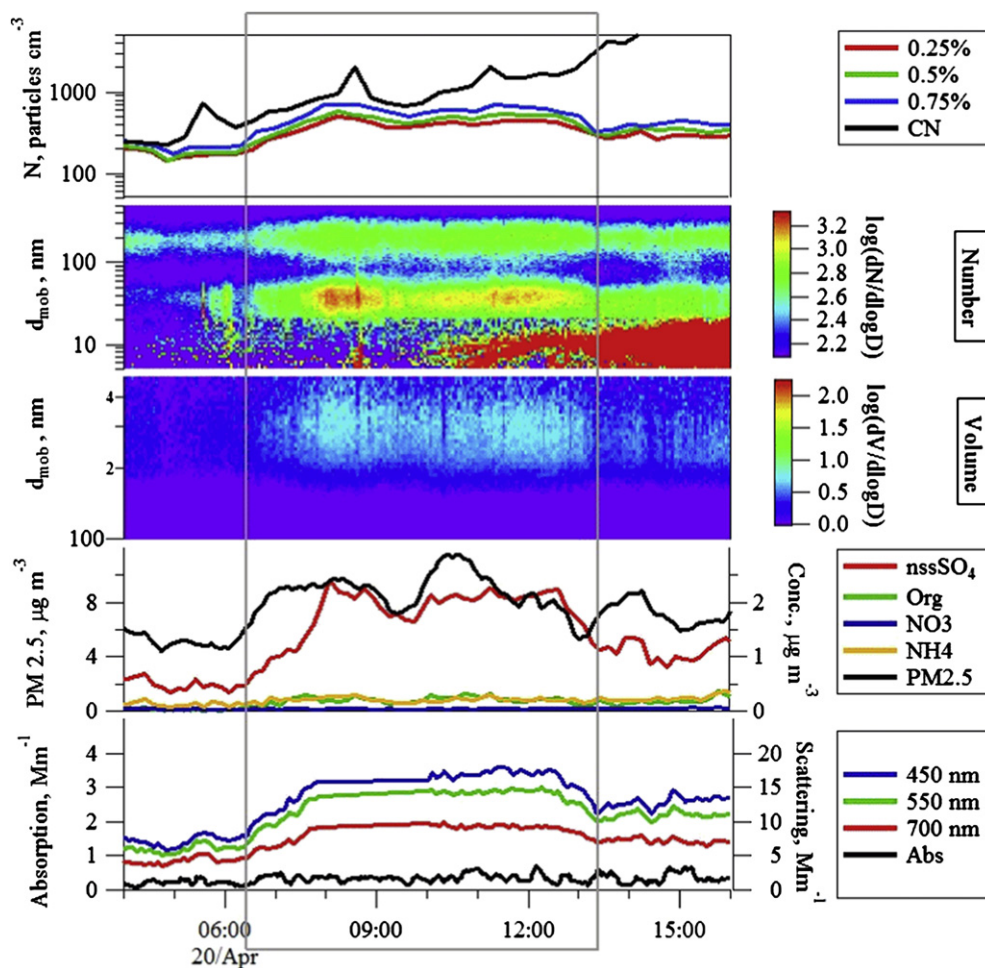 N, particles cm-3
1000
100
0.25%
0.5%
0.75%
CN
dmob, nm
100
10
3.2
3.0
2.8
2.6
2.4
2.2
log(dN/dlogD)
Number
dmob, nm
4
2
100
2.0
1.5
1.0
0.5
0.0
log(dV/dlogD)
Volume
PM 2.5, µg m-3
8
4
0
2
1
0
Conc., µg m-3
nssSO4
Org
NO3
NH4
PM2.5
Absorption, Mm-1
4
3
2
1
0
20
15
10
5
0
Scattering, Mm-1
450 nm
550 nm
700 nm
Abs
06:00
09:00
12:00
15:00
20/Apr